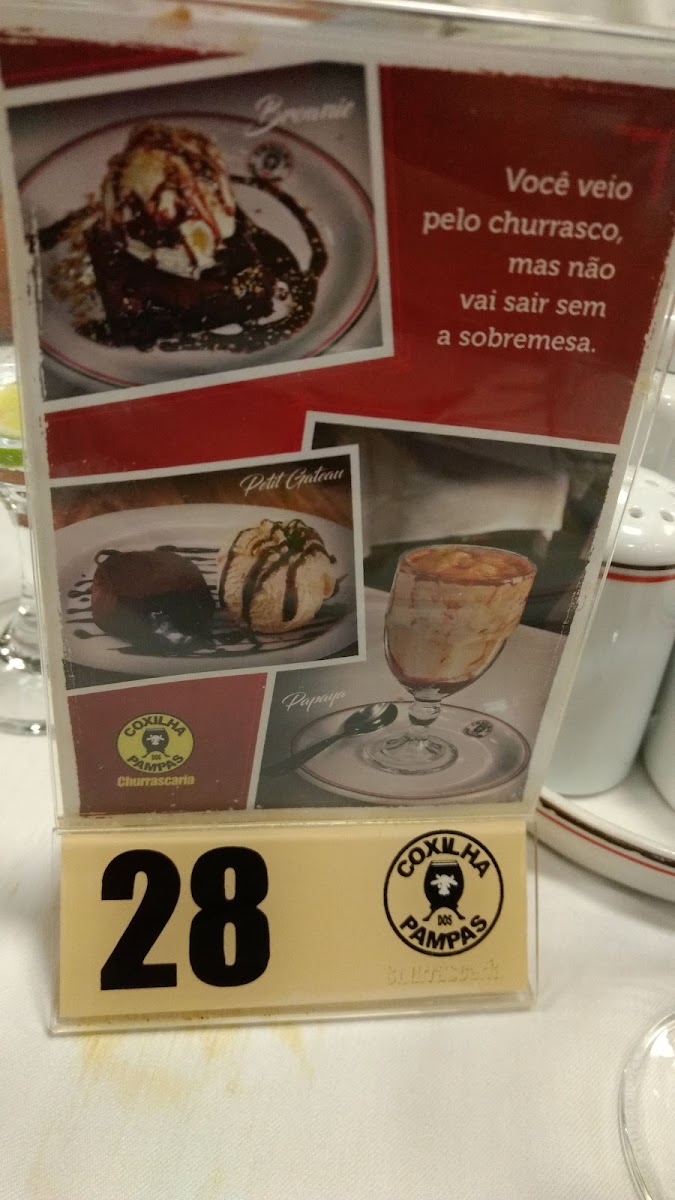 Brownie
Você veio
pelo churrasco,
mas não
vai sair sem
a sobremesa.
Petit Gateau
Papaya
COXILHA
DOS
PAMPAS
Churrascaria
28
COXILHA
DOS
PAMPAS